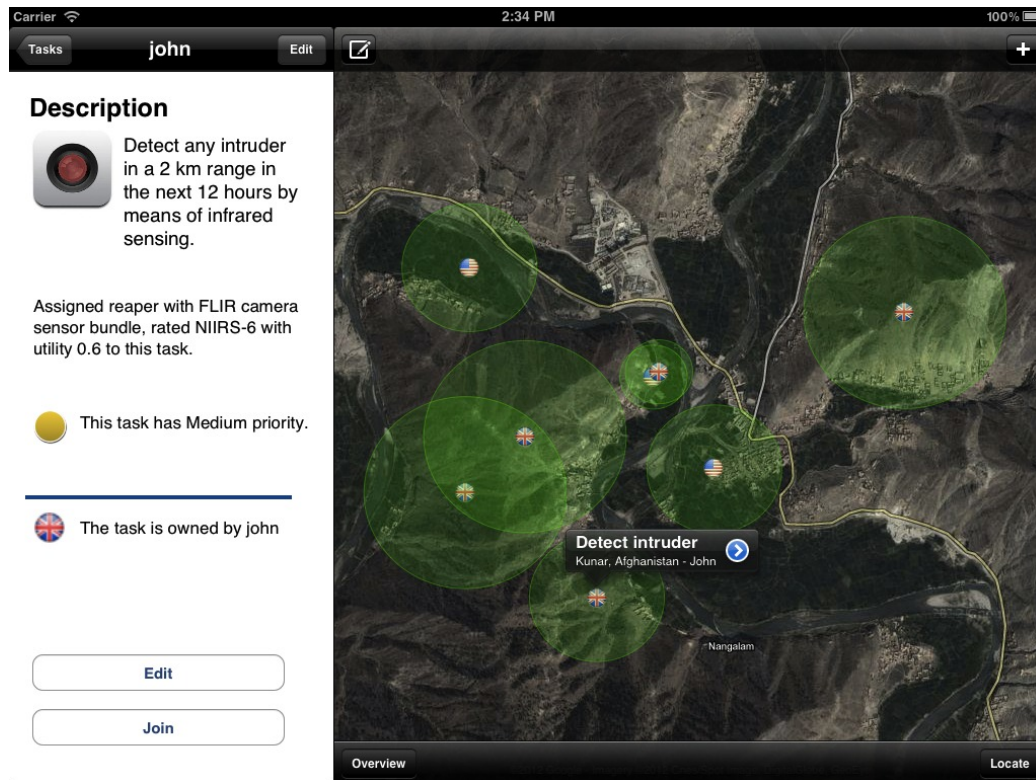 Carrier 2:34 PM 100%
Tasks john Edit
Description
Detect any intruder
in a 2 km range in
the next 12 hours by
means of infrared
sensing.
Assigned reaper with FLIR camera
sensor bundle, rated NIIRS-6 with
utility 0.6 to this task.
This task has Medium priority.
The task is owned by john
Edit
Join
+
Detect intruder
Kunar, Afghanistan - John
Nangalam
Overview Locate